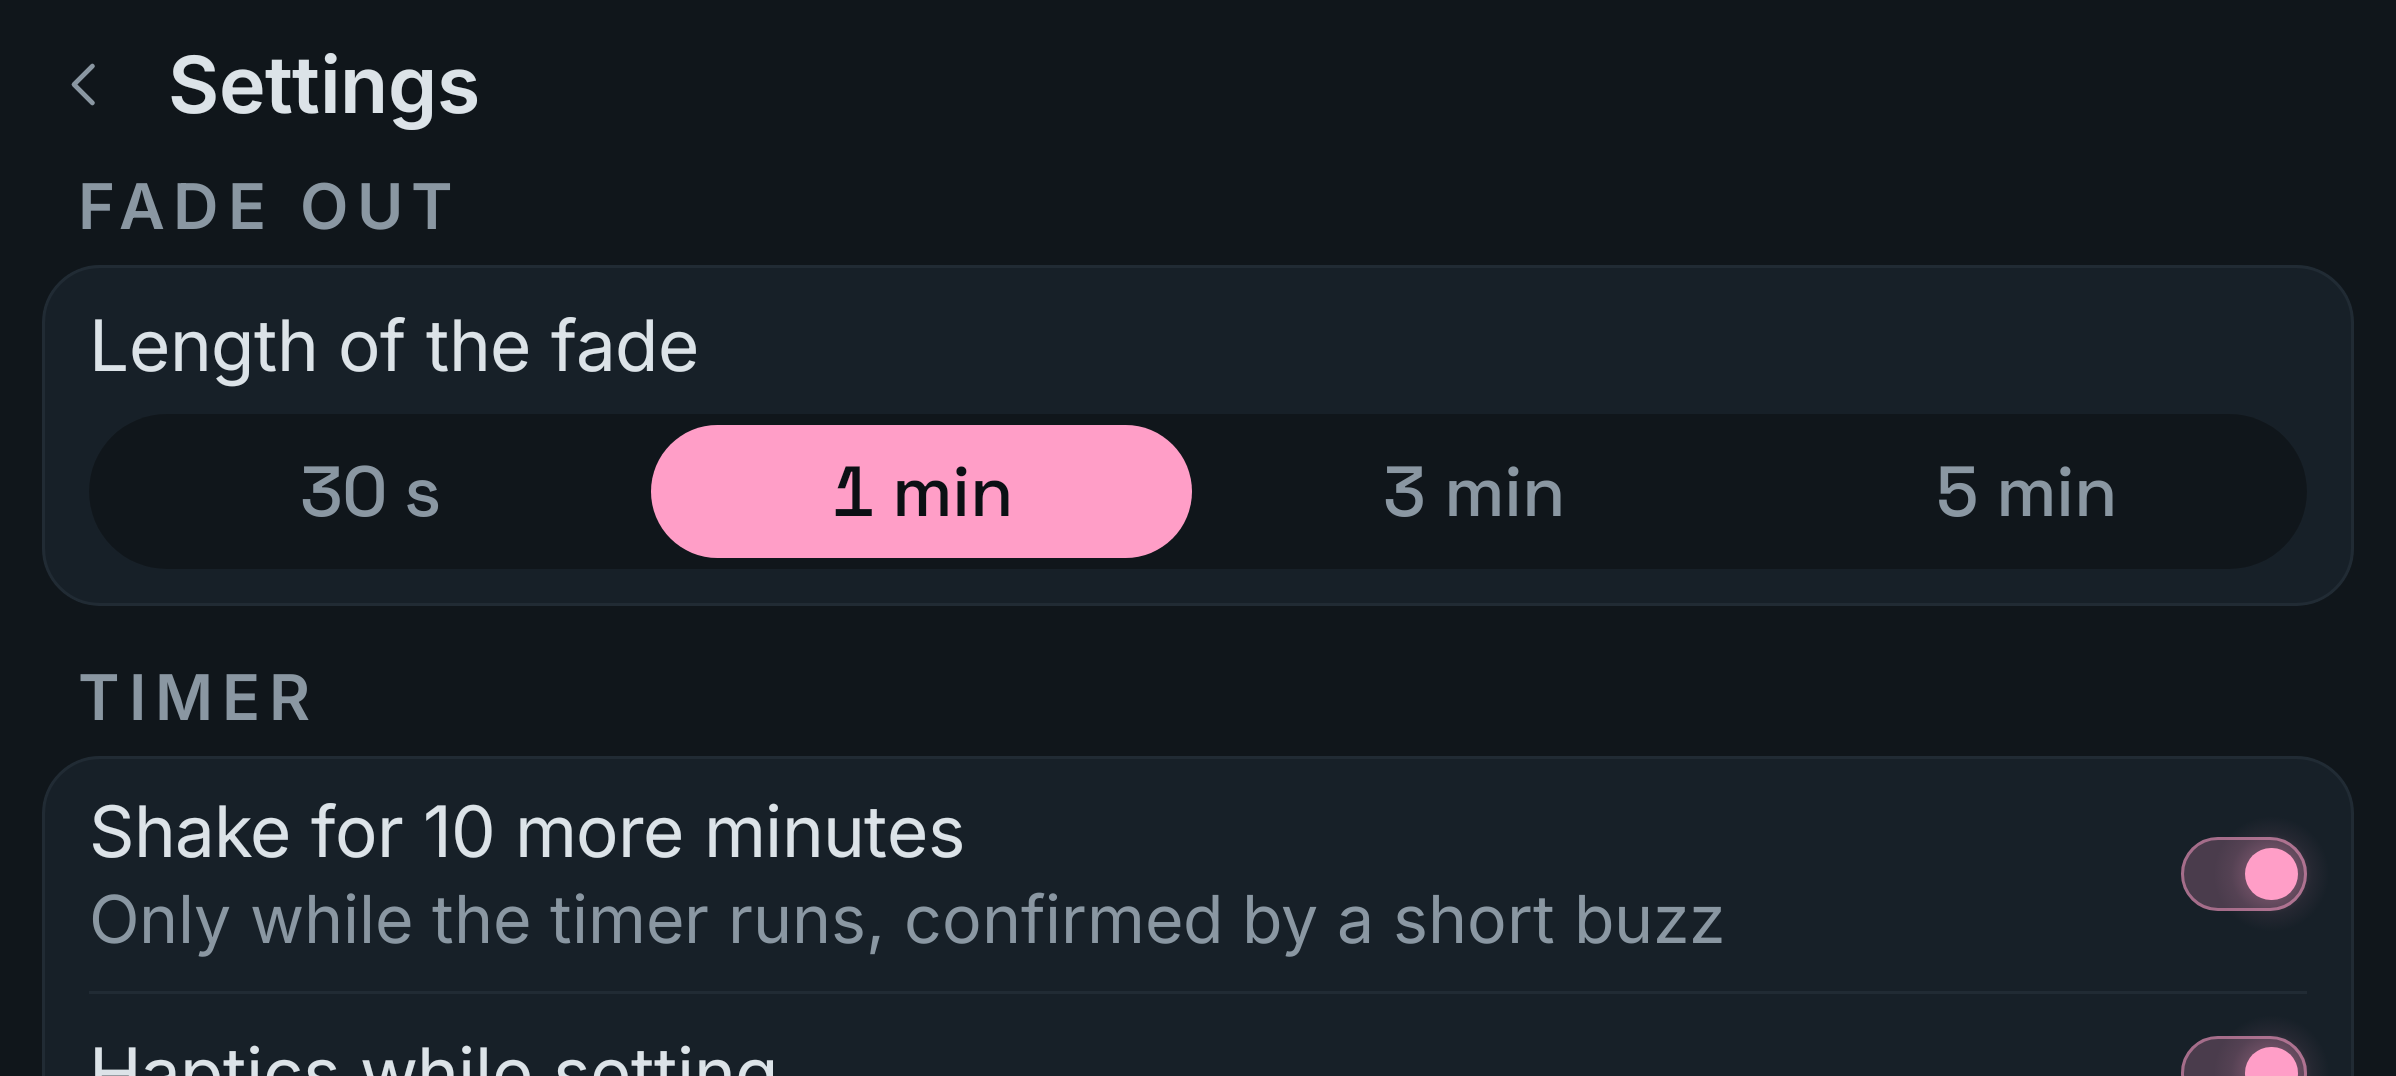 Settings
FADE OUT
Length of the fade
30 s 1 min 3 min 5 min
TIMER
Shake for 10 more minutes
Only while the timer runs, confirmed by a short buzz
Haptics while setting